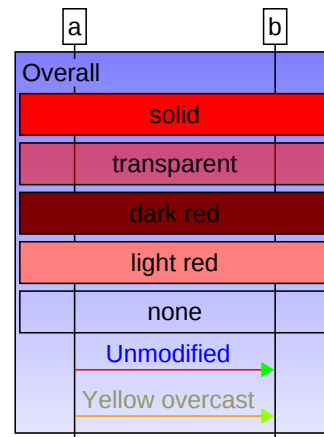 a b
Overall
solid
transparent
dark red
light red
none
Unmodified
Yellow overcast